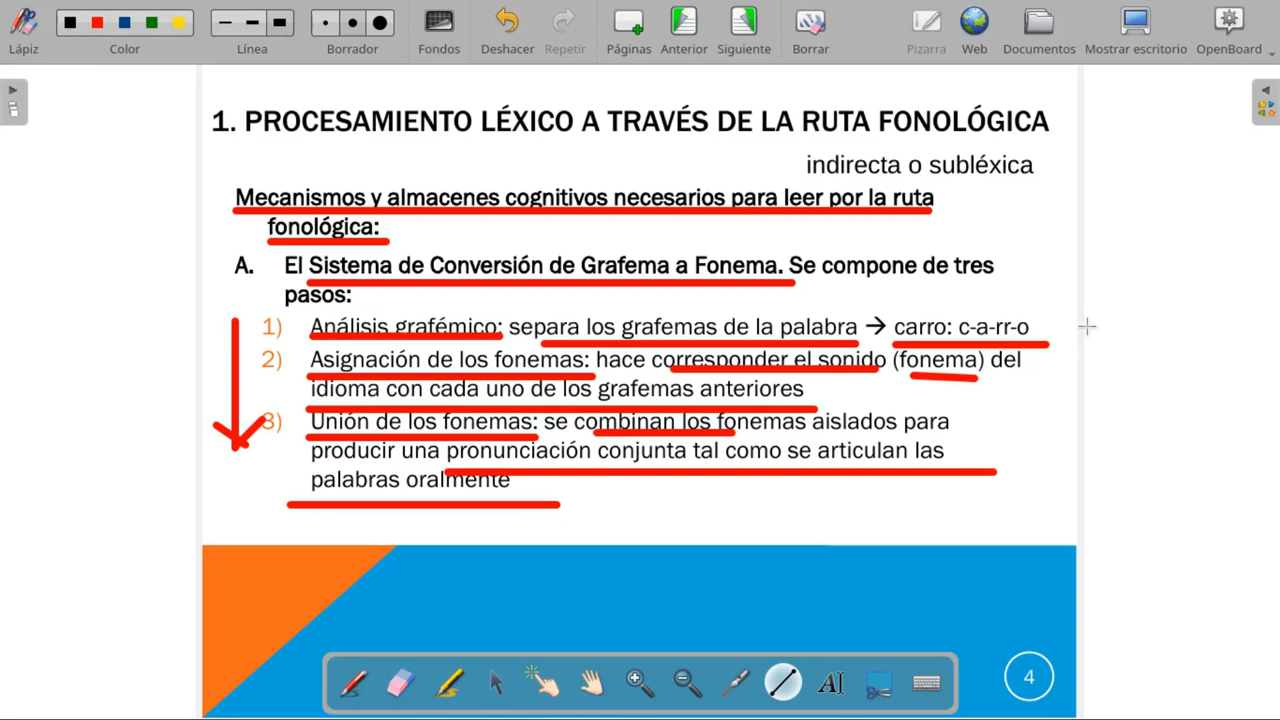 Lápiz Color Línea Borrador Fondos Deshacer Repetir Páginas Anterior Siguiente Borrar Pizarra Web Documentos Mostrar escritorio OpenBoard
1. PROCESAMIENTO LÉXICO A TRAVÉS DE LA RUTA FONOLÓGICA
indirecta o subléxica
Mecanismos y almacenes cognitivos necesarios para leer por la ruta
fonológica:
A. El Sistema de Conversión de Grafema a Fonema. Se compone de tres
pasos:
1) Análisis grafémico: separa los grafemas de la palabra → carro: c-a-rr-o
2) Asignación de los fonemas: hace corresponder el sonido (fonema) del
idioma con cada uno de los grafemas anteriores
3) Unión de los fonemas: se combinan los fonemas aislados para
producir una pronunciación conjunta tal como se articulan las
palabras oralmente
AI
4